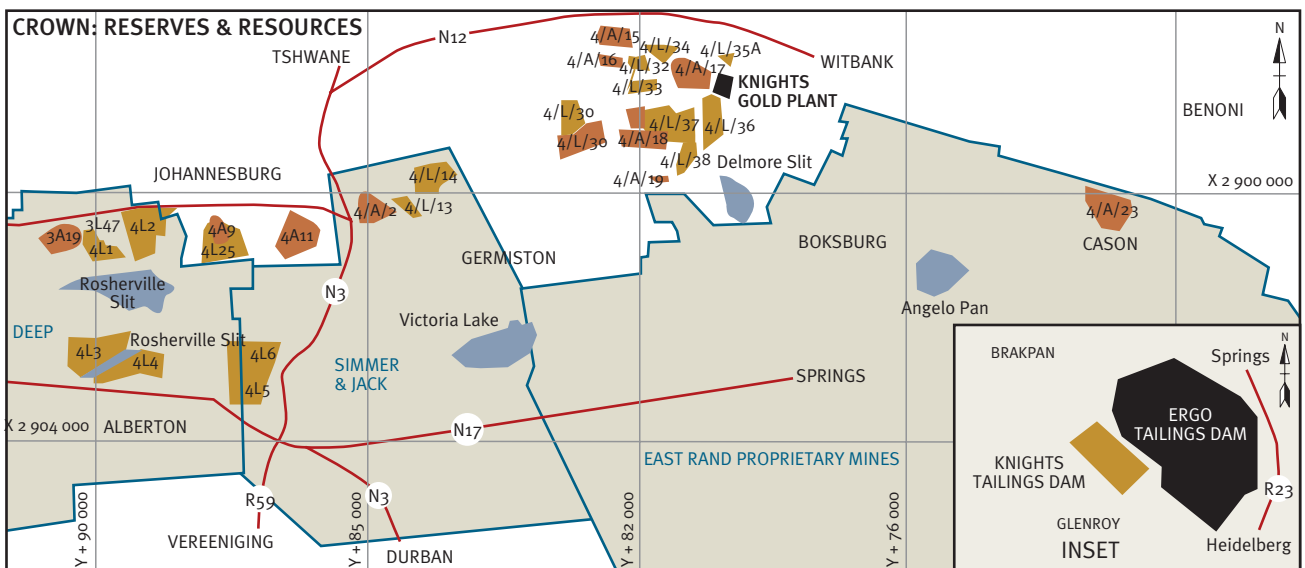 CROWN: RESERVES & RESOURCES
TSHWANE
N12
4/A/15
4/L/34
4/L/35A
4/A/16
4/L/32
4/A/17
WITBANK
N
4/L/33
KNIGHTS
GOLD PLANT
4/L/30
4/L/37
4/L/36
BENONI
4/L/30
4/A/18
4/L/38
Delmore Slit
JOHANNESBURG
4/L/14
4/A/19
X 2 900 000
4/A/2
4/L/13
4/A/23
3A19
3L47
4L2
4A9
4A11
4L1
4L25
BOKSBURG
CASON
GERMISTON
Rosherville
Slit
N3
Angelo Pan
DEEP
Rosherville Slit
Victoria Lake
4L3
4L4
4L6
4L5
SIMMER
& JACK
SPRINGS
X 2 904 000
ALBERTON
N17
EAST RAND PROPRIETARY MINES
R59
N3
VEREENIGING
DURBAN
Y + 90 000
Y + 85 000
Y + 82 000
Y + 76 000
BRAKPAN
Springs
N
ERGO
TAILINGS DAM
KNIGHTS
TAILINGS DAM
R23
GLENROY
INSET
Heidelberg